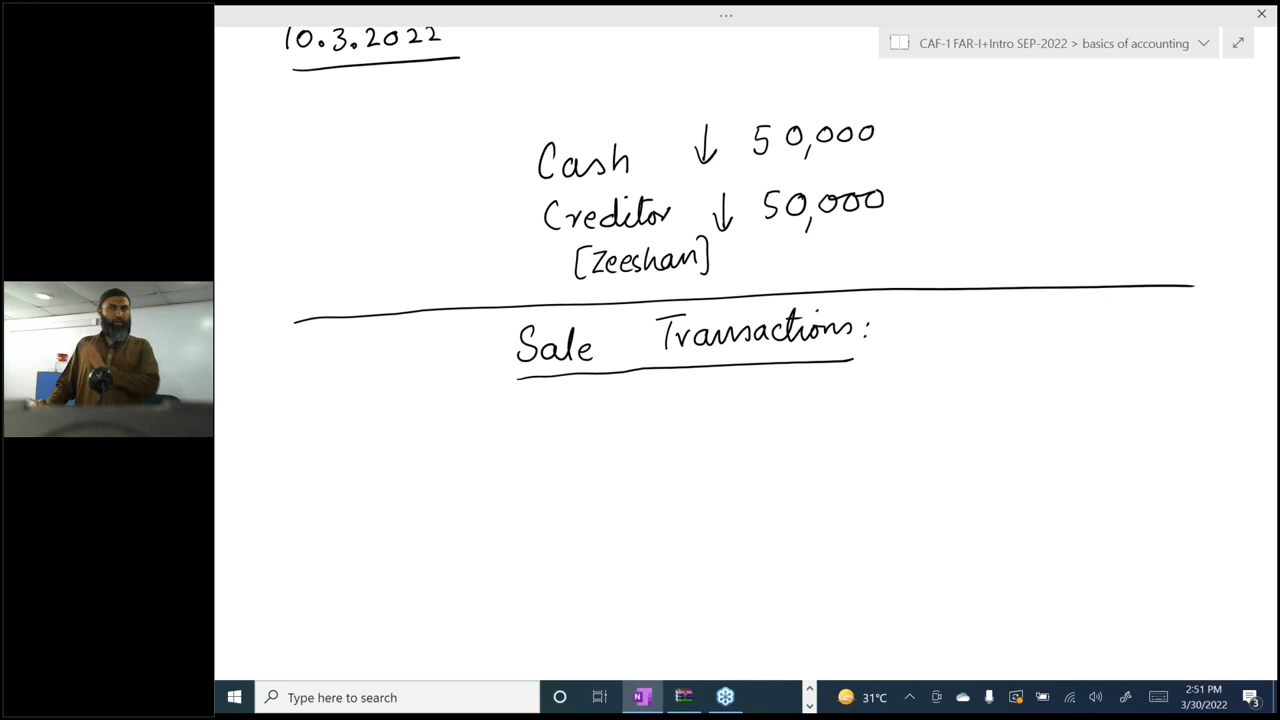 10.3.2022
CAF-1 FAR-I+Intro SEP-2022 > basics of accounting
Cash ↓ 50,000
Creditor ↓ 50,000
[Zeeshan]
Sale Transactions:
Type here to search
31°C
2:51 PM
3/30/2022
3